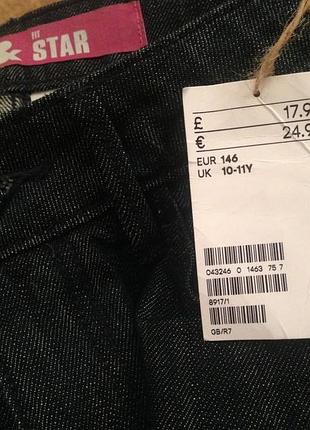 & FIT
STAR
£ 17.9
€ 24.9
EUR 146
UK 10-11Y
043246 0 1463 75 7
8917/1
GB/R7